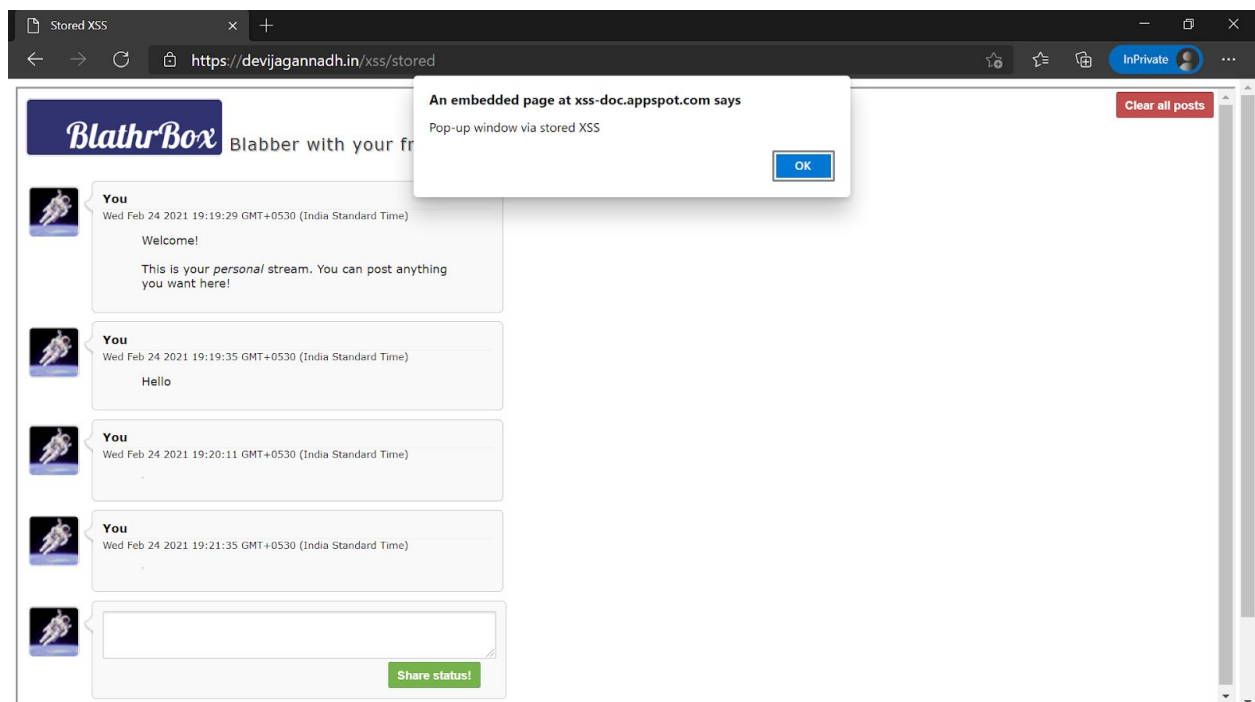 Stored XSS
https://devijagannadh.in/xss/stored
InPrivate
An embedded page at xss-doc.appspot.com says
Pop-up window via stored XSS
OK
Clear all posts
BlathrBox
Blabber with your fr
You
Wed Feb 24 2021 19:19:29 GMT+0530 (India Standard Time)
Welcome!
This is your personal stream. You can post anything
you want here!
You
Wed Feb 24 2021 19:19:35 GMT+0530 (India Standard Time)
Hello
You
Wed Feb 24 2021 19:20:11 GMT+0530 (India Standard Time)
You
Wed Feb 24 2021 19:21:35 GMT+0530 (India Standard Time)
Share status!